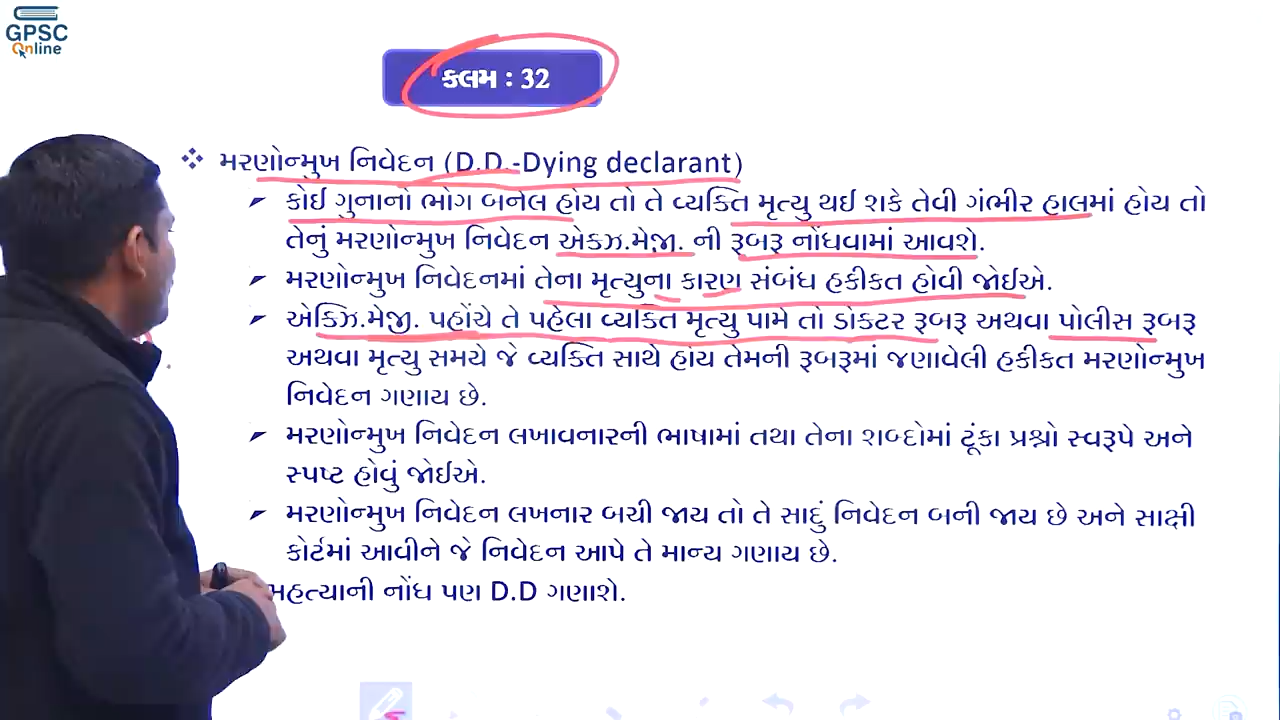 GPSC
Online
કલમ : 32
મરણોન્મુખ નિવેદન (D.D.-Dying declarant)
કોઈ ગુનાનો ભોગ બનેલ હોય તો તે વ્યક્તિ મૃત્યુ થઈ શકે તેવી ગંભીર હાલમાં હોય તો
તેનું મરણોન્મુખ નિવેદન એકઝ.મેજી. ની રૂબરૂ નોંધવામાં આવશે.
મરણોન્મુખ નિવેદનમાં તેના મૃત્યુના કારણ સંબંધ હકીકત હોવી જોઈએ.
એક્ઝિ.મેજી. પહોંચે તે પહેલા વ્યક્તિ મૃત્યુ પામે તો ડોકટર રૂબરૂ અથવા પોલીસ રૂબરૂ
અથવા મૃત્યુ સમયે જે વ્યક્તિ સાથે હોય તેમની રૂબરૂમાં જણાવેલી હકીકત મરણોન્મુખ
નિવેદન ગણાય છે.
મરણોન્મુખ નિવેદન લખાવનારની ભાષામાં તથા તેના શબ્દોમાં ટૂંકા પ્રશ્નો સ્વરૂપે અને
સ્પષ્ટ હોવું જોઈએ.
મરણોન્મુખ નિવેદન લખનાર બચી જાય તો તે સાદું નિવેદન બની જાય છે અને સાક્ષી
કોર્ટમાં આવીને જે નિવેદન આપે તે માન્ય ગણાય છે.
મહત્યાની નોંધ પણ D.D ગણાશે.